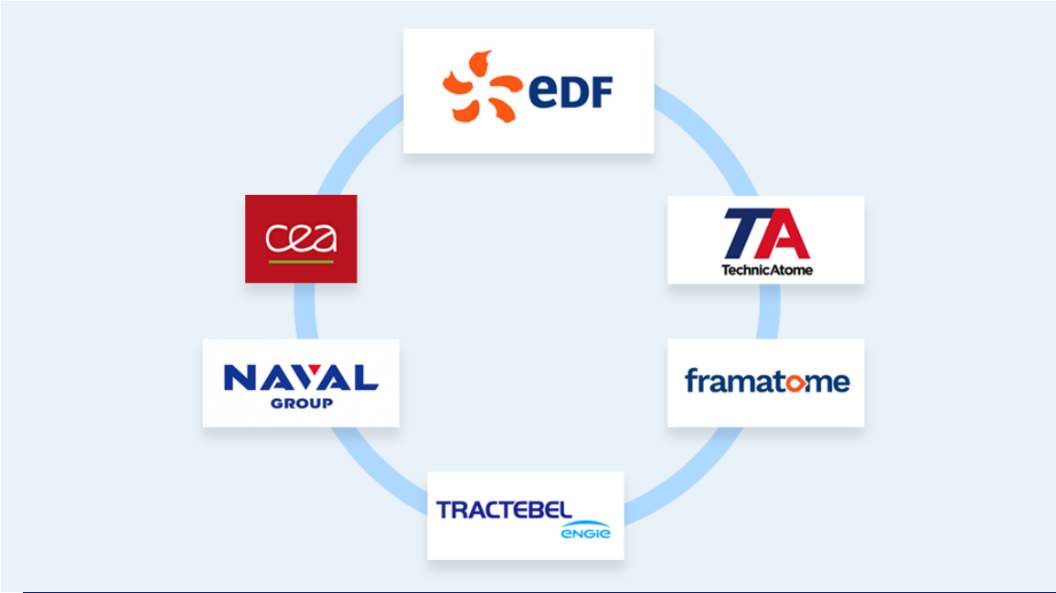 eDF
cea
TA
TechnicAtome
NAVAL
GROUP
framatome
TRACTEBEL
ENGIE